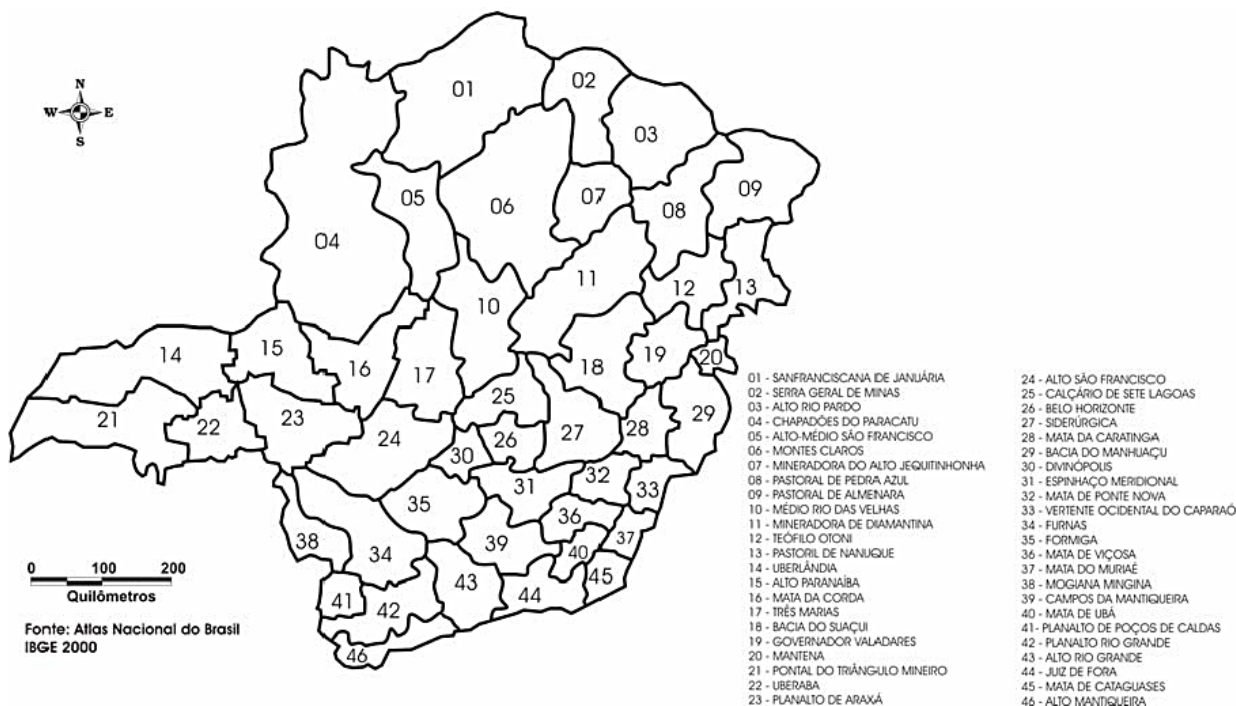 N
W E
S
01
02
03
04
05
06
07
08
09
10
11
12
13
14
15
16
17
18
19
20
21
22
23
24
25
26
27
28
29
30
31
32
33
34
35
36
37
38
39
40
41
42
43
44
45
46
0 100 200
Quilômetros
Fonte: Atlas Nacional do Brasil
IBGE 2000
01 - SANFRANCISCANA DE JANUÁRIA
02 - SERRA GERAL DE MINAS
03 - ALTO RIO PARDO
04 - CHAPADÕES DO PARACATU
05 - ALTO-MÉDIO SÃO FRANCISCO
06 - MONTES CLAROS
07 - MINERADORA DO ALTO JEQUITINHONHA
08 - PASTORAL DE PEDRA AZUL
09 - PASTORAL DE ALMENARA
10 - MÉDIO RIO DAS VELHAS
11 - MINERADORA DE DIAMANTINA
12 - TEÓFILO OTONI
13 - PASTORIL DE NANUQUE
14 - UBERLÂNDIA
15 - ALTO PARANAÍBA
16 - MATA DA CORDA
17 - TRÊS MARIAS
18 - BACIA DO SUAÇUI
19 - GOVERNADOR VALADARES
20 - MANTENA
21 - PONTAL DO TRIÂNGULO MINEIRO
22 - UBERABA
23 - PLANALTO DE ARAXÁ
24 - ALTO SÃO FRANCISCO
25 - CALÇÁRIO DE SETE LAGOAS
26 - BELO HORIZONTE
27 - SIDERÚRGICA
28 - MATA DA CARATINGA
29 - BACIA DO MANHUAÇU
30 - DIVINÓPOLIS
31 - ESPINHAÇO MERIDIONAL
32 - MATA DE PONTE NOVA
33 - VERTENTE OCIDENTAL DO CAPARAÓ
34 - FURNAS
35 - FORMIGA
36 - MATA DE VIÇOSA
37 - MATA DO MURIAÉ
38 - MOGIANA MINGINA
39 - CAMPOS DA MANTIQUEIRA
40 - MATA DE UBÁ
41 - PLANALTO DE POÇOS DE CALDAS
42 - PLANALTO RIO GRANDE
43 - ALTO RIO GRANDE
44 - JUIZ DE FORA
45 - MATA DE CATAGUASES
46 - ALTO MANTIQUEIRA